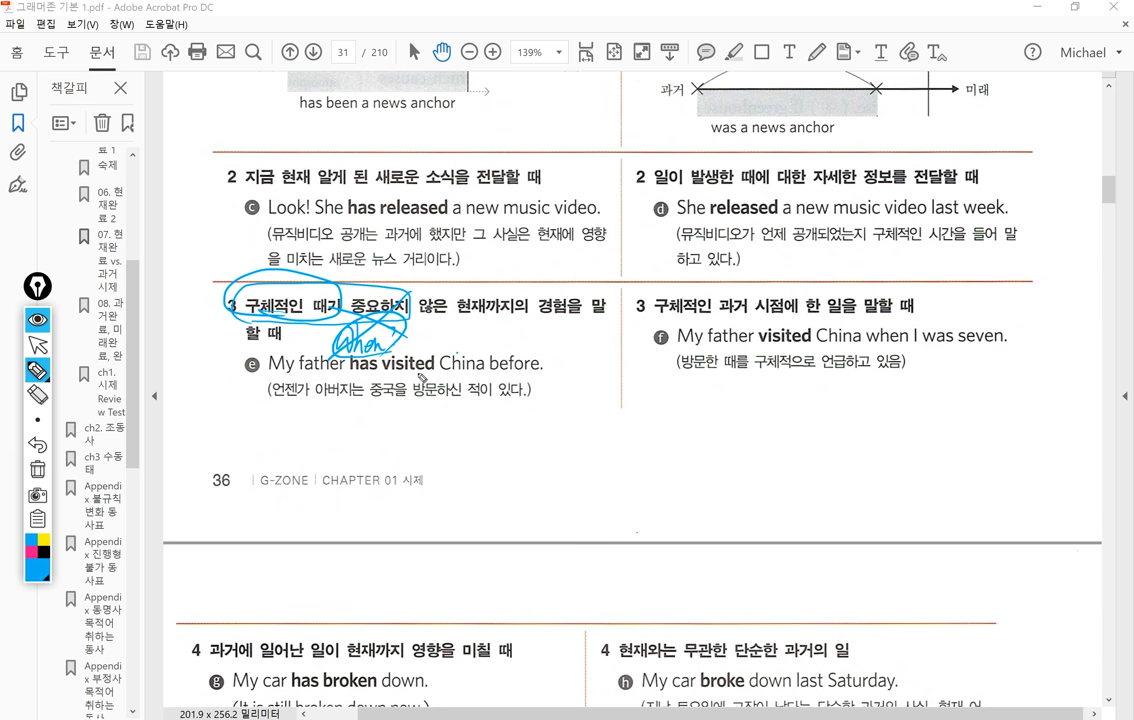 그래머존 기본 1.pdf - Adobe Acrobat Pro DC
파일 편집 보기(V) 창(W) 도움말(H)
홈 도구 문서 31 / 210 139% Michael
책갈피
료 1
숙제
06. 현
재완
료 2
07. 현
재완
료 vs.
과거
시제
08. 과
거완
료, 미
래완
료, 완
ch1.
시제
Revie
w Test
ch2. 조동
사
ch3 수동
태
Appendi
x 불규칙
변화 동
사표
Appendi
x 진행형
불가 동
사표
Appendi
x 동명사
목적어
취하는
동사
Appendi
x 부정사
목적어
취하는
동사
has been a news anchor
과거 미래
was a news anchor
2 지금 현재 알게 된 새로운 소식을 전달할 때
c Look! She has released a new music video.
(뮤직비디오 공개는 과거에 했지만 그 사실은 현재에 영향
을 미치는 새로운 뉴스 거리이다.)
2 일이 발생한 때에 대한 자세한 정보를 전달할 때
d She released a new music video last week.
(뮤직비디오가 언제 공개되었는지 구체적인 시간을 들어 말
하고 있다.)
3 구체적인 때가 중요하지 않은 현재까지의 경험을 말
할 때
when
e My father has visited China before.
(언젠가 아버지는 중국을 방문하신 적이 있다.)
3 구체적인 과거 시점에 한 일을 말할 때
f My father visited China when I was seven.
(방문한 때를 구체적으로 언급하고 있음)
36 G-ZONE CHAPTER 01 시제
4 과거에 일어난 일이 현재까지 영향을 미칠 때
g My car has broken down.
(It is still broken down now.)
4 현재와는 무관한 단순한 과거의 일
h My car broke down last Saturday.
201.9 x 256.2 밀리미터